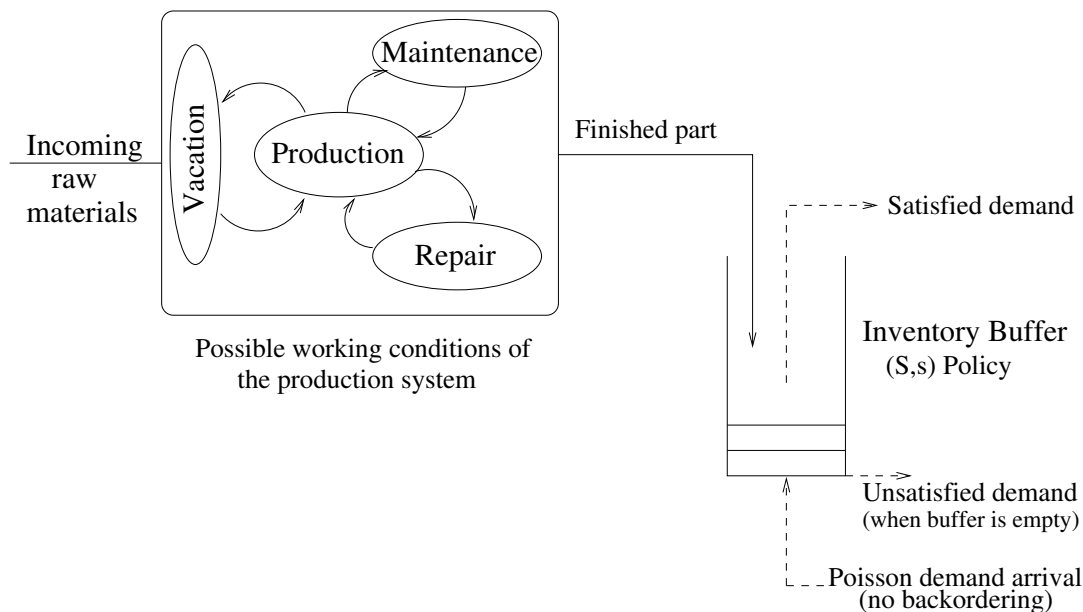 Maintenance
Vacation
Production
Repair
Incoming
raw
materials
Finished part
Possible working conditions of
the production system
Satisfied demand
Inventory Buffer
(S,s) Policy
Unsatisfied demand
(when buffer is empty)
Poisson demand arrival
(no backordering)